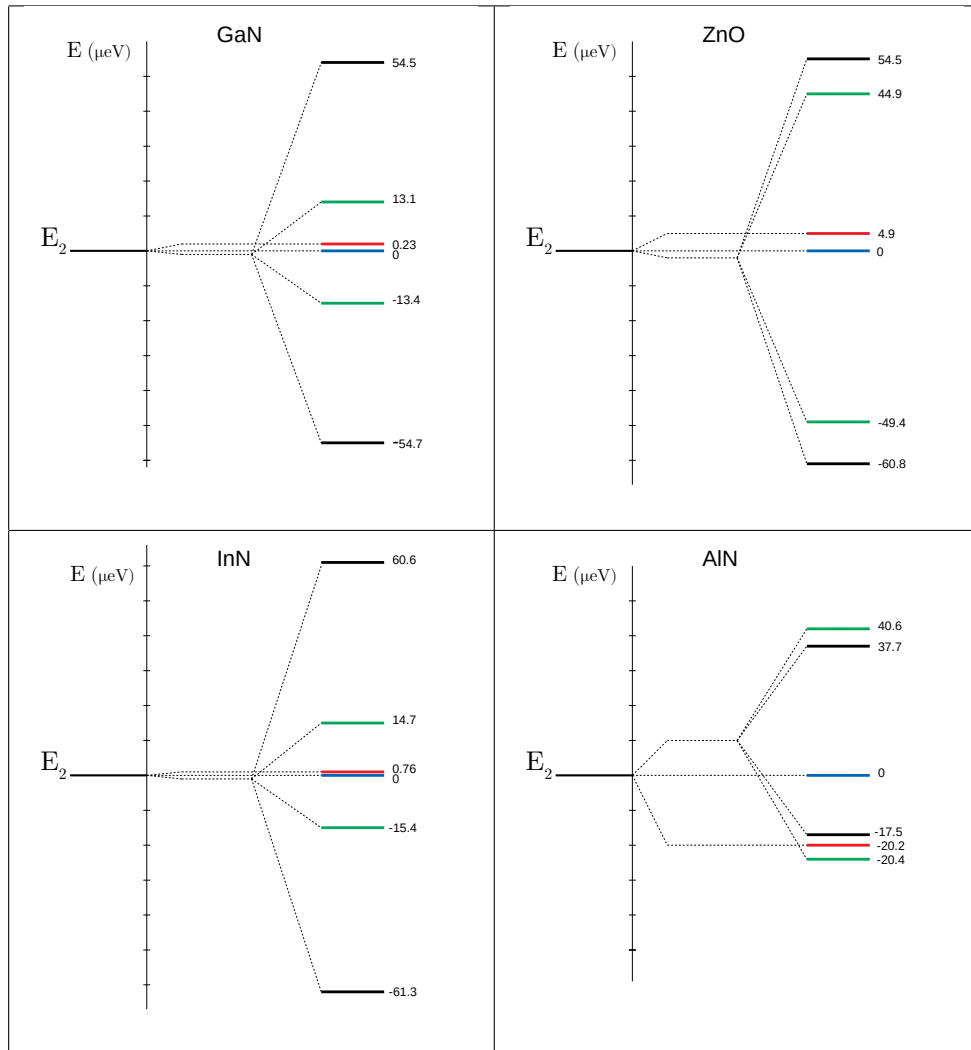 GaN
E (μeV)
54.5
13.1
E₂
0.23
0
-13.4
-54.7
ZnO
E (μeV)
54.5
44.9
E₂
4.9
0
-49.4
-60.8
InN
E (μeV)
60.6
14.7
E₂
0.76
0
-15.4
-61.3
AlN
E (μeV)
40.6
37.7
E₂
0
-17.5
-20.2
-20.4